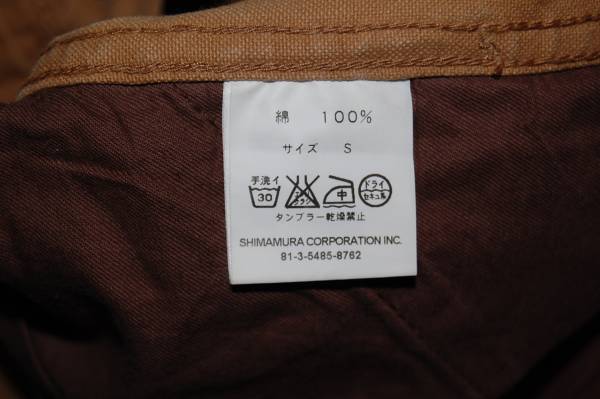 綿 100%
サイズ S
手洗イ 30 中 ドライ セキユ系
タンブラー乾燥禁止
SHIMAMURA CORPORATION INC.
81-3-5485-8762